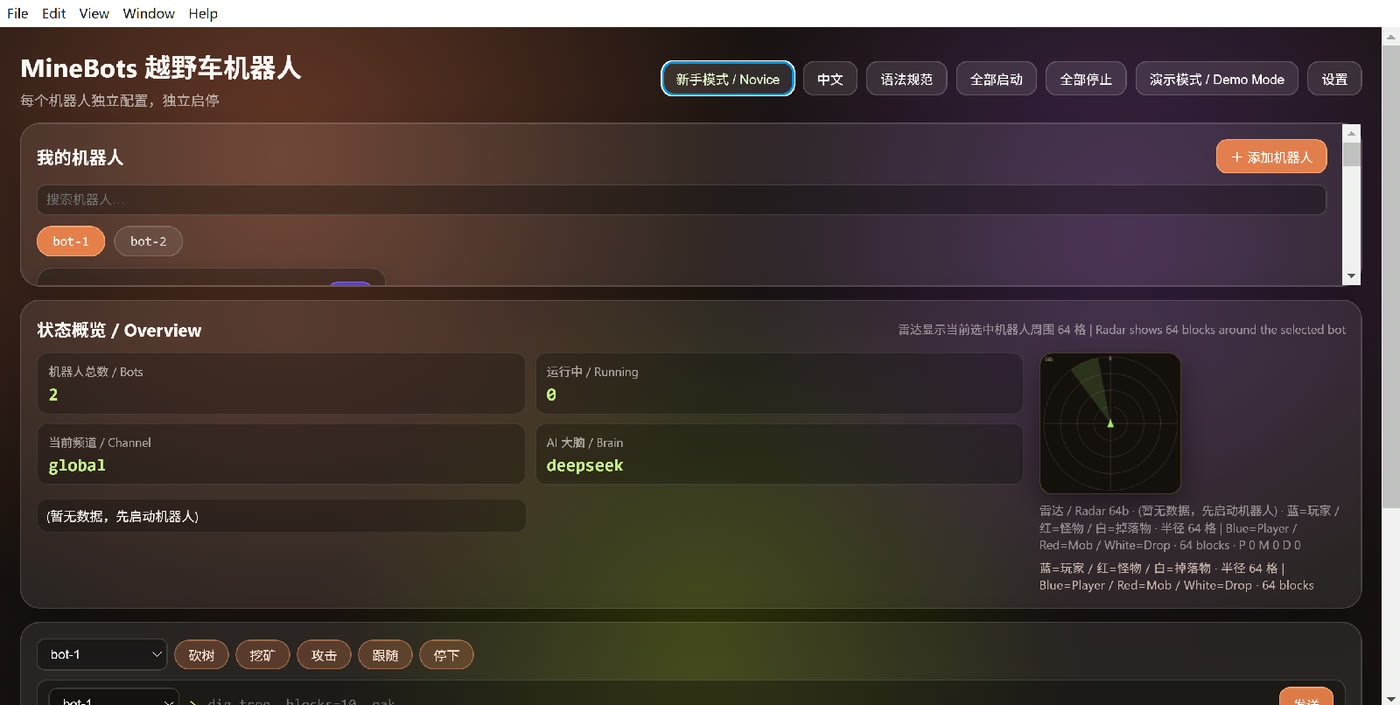 File Edit View Window Help
MineBots 越野车机器人
每个机器人独立配置，独立启停
新手模式 / Novice 中文 语法规范 全部启动 全部停止 演示模式 / Demo Mode 设置
我的机器人
＋ 添加机器人
搜索机器人...
bot-1 bot-2
状态概览 / Overview
雷达显示当前选中机器人周围 64 格 | Radar shows 64 blocks around the selected bot
机器人总数 / Bots
2
运行中 / Running
0
当前频道 / Channel
global
AI 大脑 / Brain
deepseek
(暂无数据，先启动机器人)
雷达 / Radar 64b · (暂无数据，先启动机器人) · 蓝=玩家 /
红=怪物 / 白=掉落物 · 半径 64 格 | Blue=Player /
Red=Mob / White=Drop · 64 blocks · P 0 M 0 D 0
蓝=玩家 / 红=怪物 / 白=掉落物 · 半径 64 格 |
Blue=Player / Red=Mob / White=Drop · 64 blocks
bot-1 砍树 挖矿 攻击 跟随 停下
bot-1 > dig tree, blocks=10, oak 发送